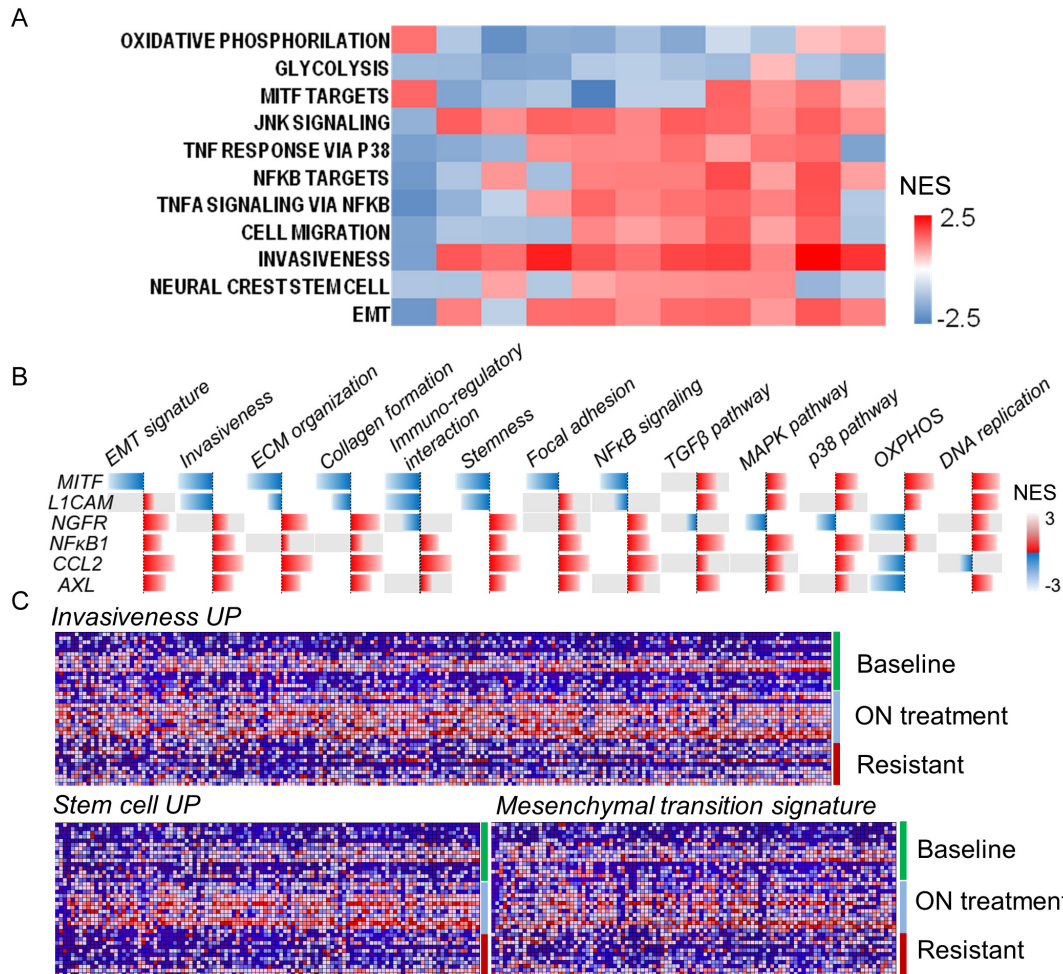 A
OXIDATIVE PHOSPHORILATION
GLYCOLYSIS
MITF TARGETS
JNK SIGNALING
TNF RESPONSE VIA P38
NFKB TARGETS
TNFA SIGNALING VIA NFKB
CELL MIGRATION
INVASIVENESS
NEURAL CREST STEM CELL
EMT
NES
2.5
-2.5
B
EMT signature
Invasiveness
ECM organization
Collagen formation
Immuno-regulatory
interaction
Stemness
Focal adhesion
NFκB signaling
TGFβ pathway
MAPK pathway
p38 pathway
OXPHOS
DNA replication
MITF
L1CAM
NGFR
NFκB1
CCL2
AXL
NES
3
0
-3
C
Invasiveness UP
Baseline
ON treatment
Resistant
Stem cell UP
Mesenchymal transition signature
Baseline
ON treatment
Resistant